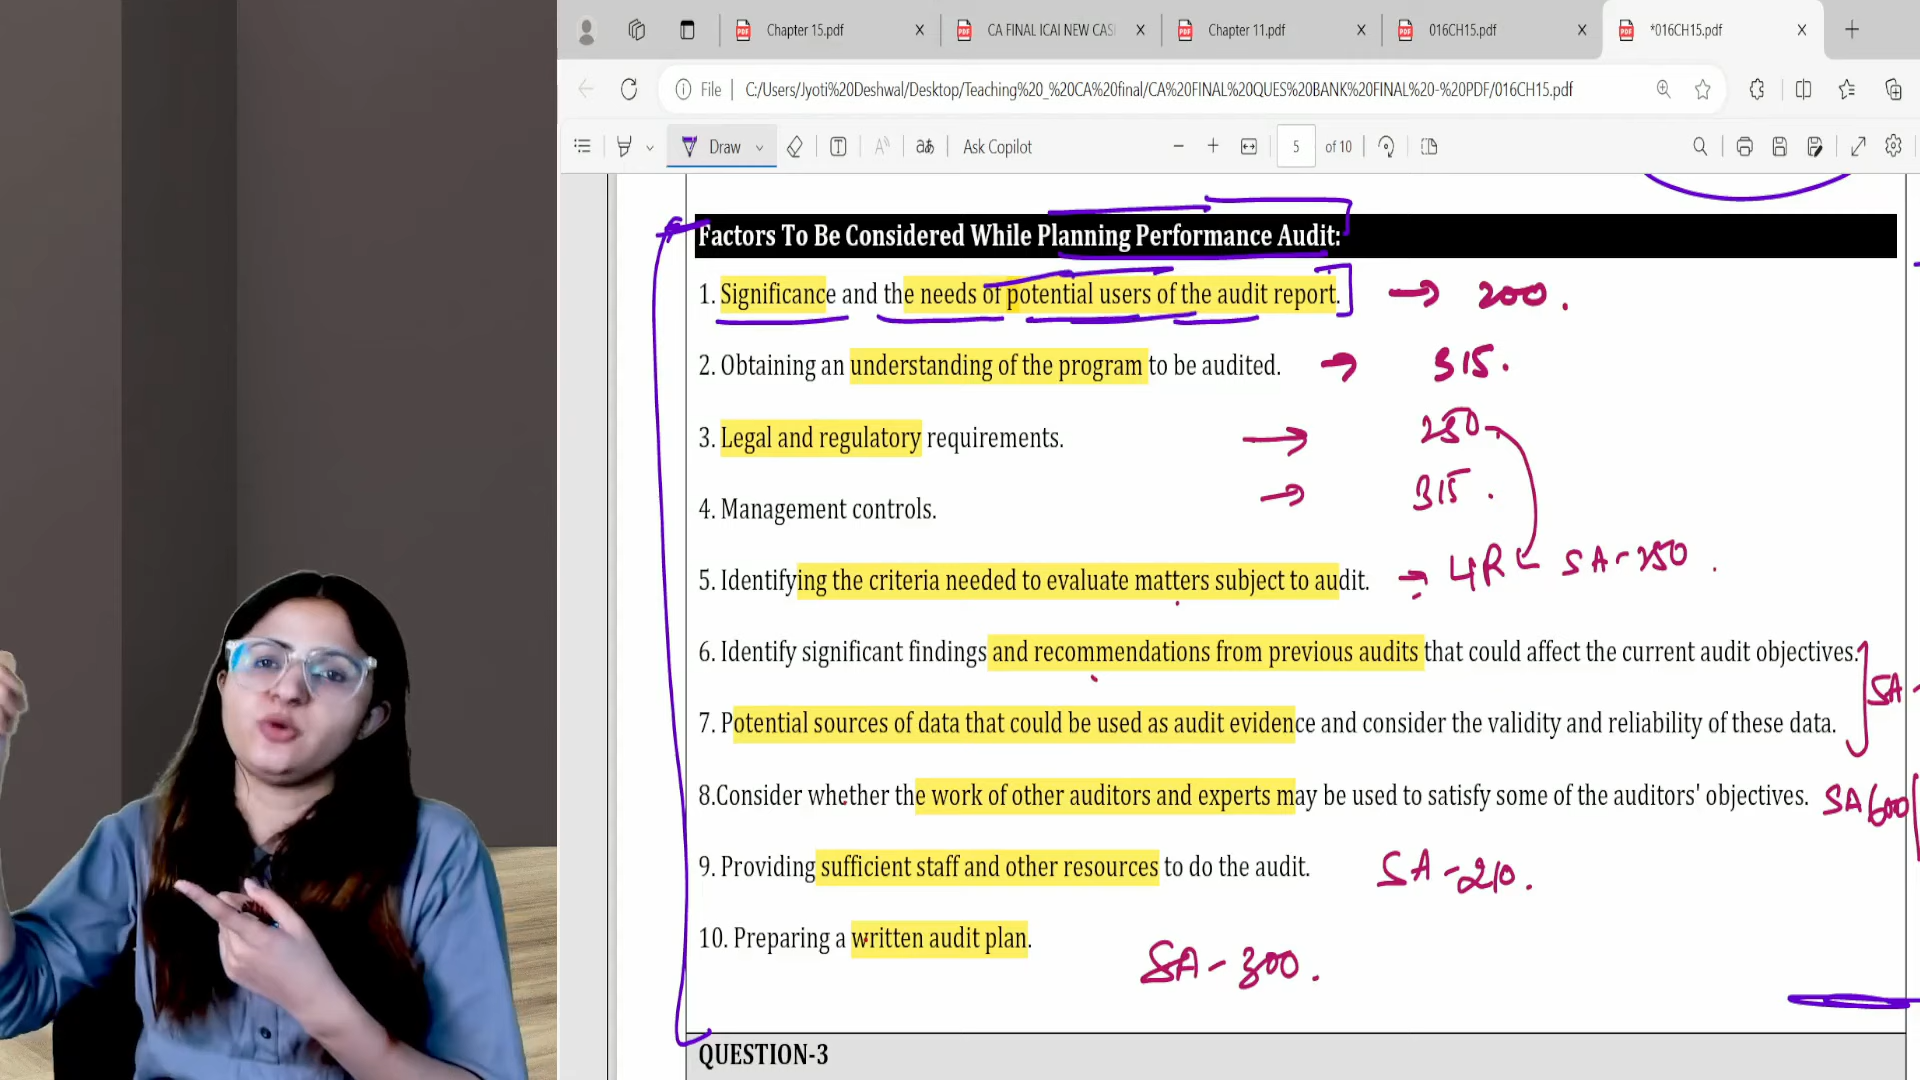 Chapter 15.pdf
CA FINAL ICAI NEW CAS
Chapter 11.pdf
016CH15.pdf
*016CH15.pdf
File
C:/Users/Jyoti%20Deshwal/Desktop/Teaching%20_%20CA%20final/CA%20FINAL%20QUES%20BANK%20FINAL%20-%20PDF/016CH15.pdf
Draw
Ask Copilot
5 of 10
Factors To Be Considered While Planning Performance Audit:
1. Significance and the needs of potential users of the audit report. → 200.
2. Obtaining an understanding of the program to be audited. → 315.
3. Legal and regulatory requirements. → 250
4. Management controls. → 315.
5. Identifying the criteria needed to evaluate matters subject to audit. → 4R SA-250.
6. Identify significant findings and recommendations from previous audits that could affect the current audit objectives.
SA-
7. Potential sources of data that could be used as audit evidence and consider the validity and reliability of these data.
8.Consider whether the work of other auditors and experts may be used to satisfy some of the auditors' objectives. SA 600
9. Providing sufficient staff and other resources to do the audit. SA-210.
10. Preparing a written audit plan. SA-300.
QUESTION-3